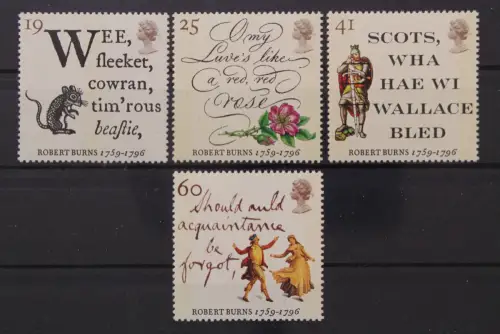 19
WEE,
fleeket,
cowran,
tim'rous
beastie,
ROBERT BURNS 1759-1796
25
O my
Luve's like
a red, red
rose
ROBERT BURNS 1759-1796
41
SCOTS,
WHA
HAE WI
WALLACE
BLED
ROBERT BURNS 1759-1796
60
Should auld
acquaintance
be
forgot,
ROBERT BURNS 1759-1796